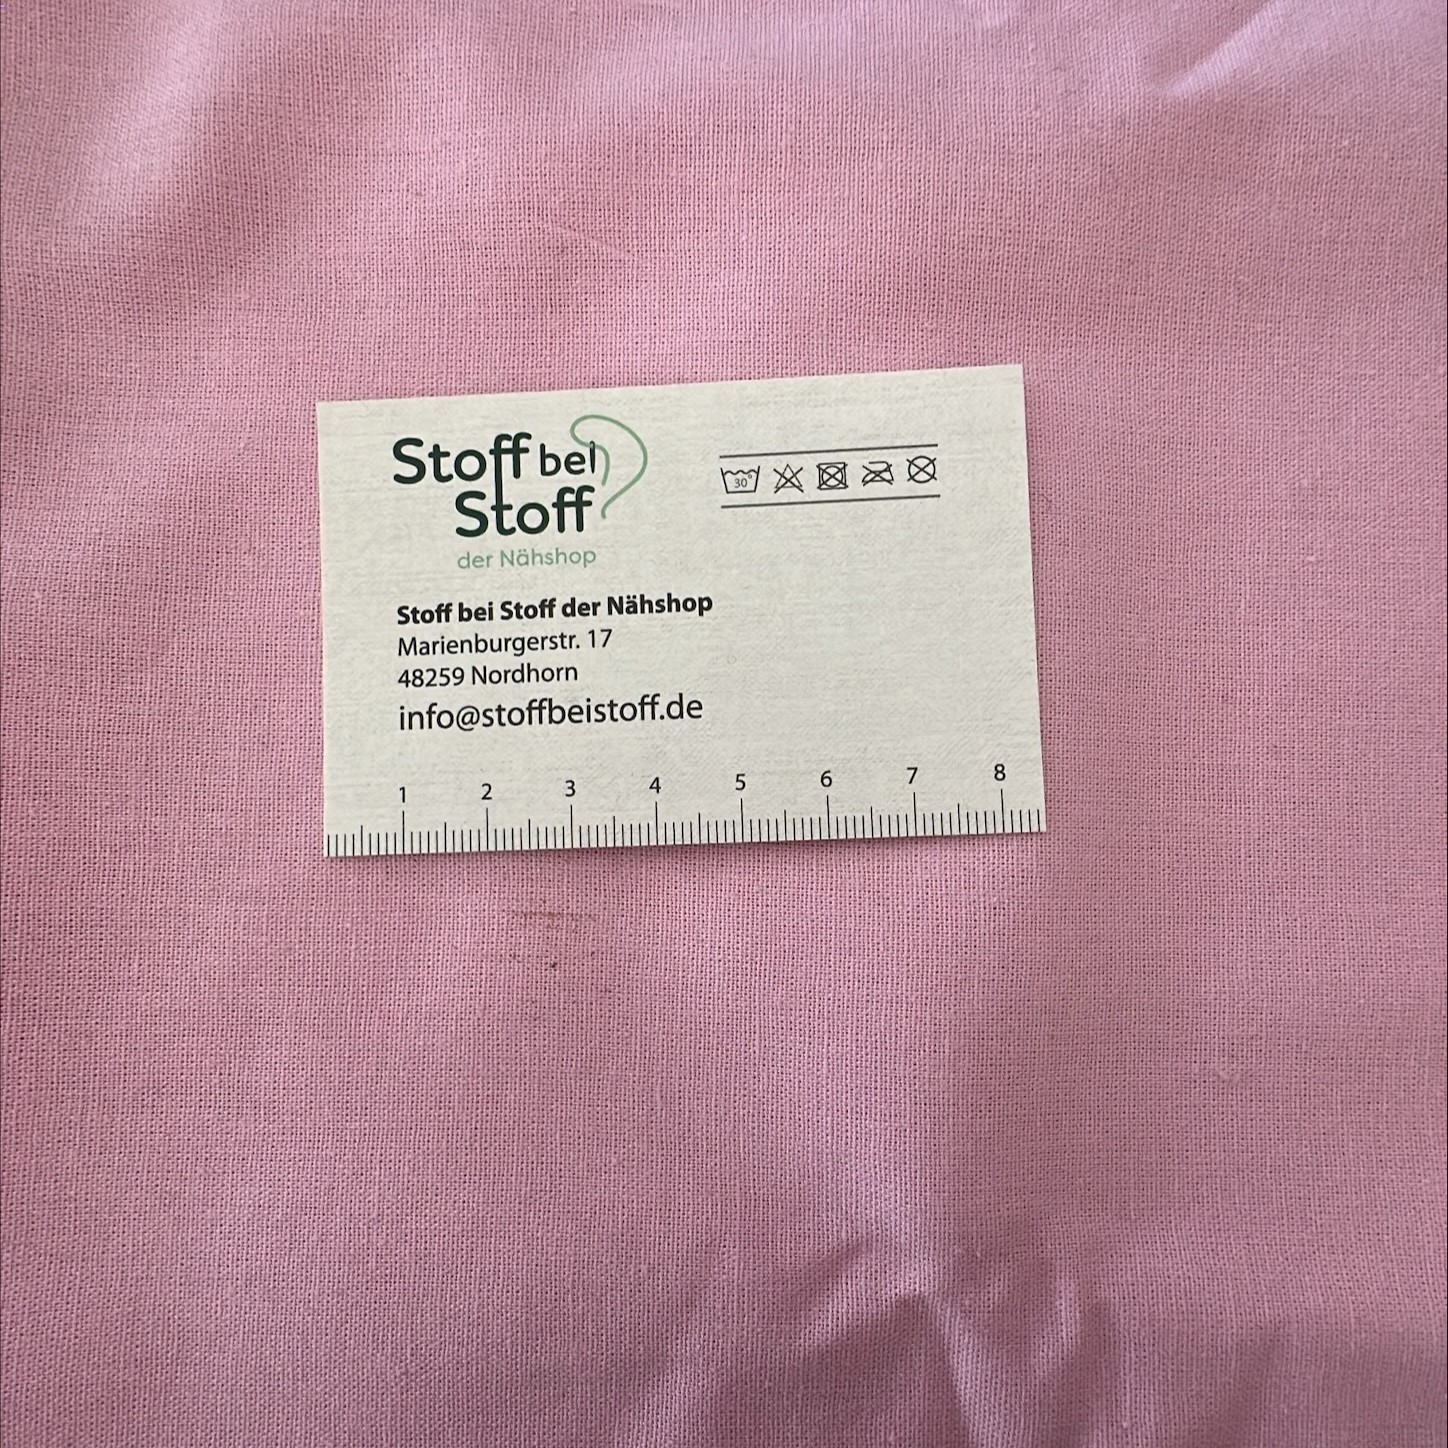 Stoff bei
Stoff
der Nähshop
30°
Stoff bei Stoff der Nähshop
Marienburgerstr. 17
48259 Nordhorn
info@stoffbeistoff.de
1 2 3 4 5 6 7 8